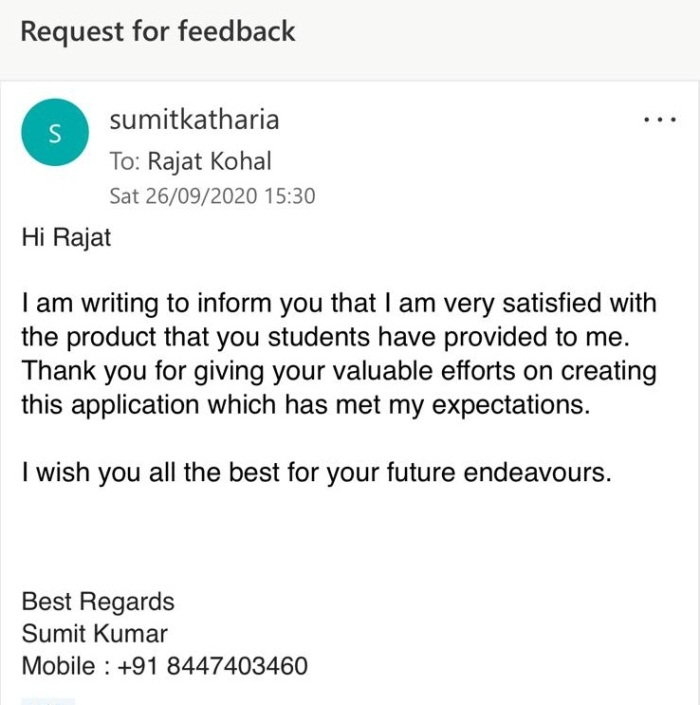 Request for feedback
S
sumitkatharia
To: Rajat Kohal
Sat 26/09/2020 15:30
Hi Rajat
I am writing to inform you that I am very satisfied with
the product that you students have provided to me.
Thank you for giving your valuable efforts on creating
this application which has met my expectations.
I wish you all the best for your future endeavours.
Best Regards
Sumit Kumar
Mobile : +91 8447403460